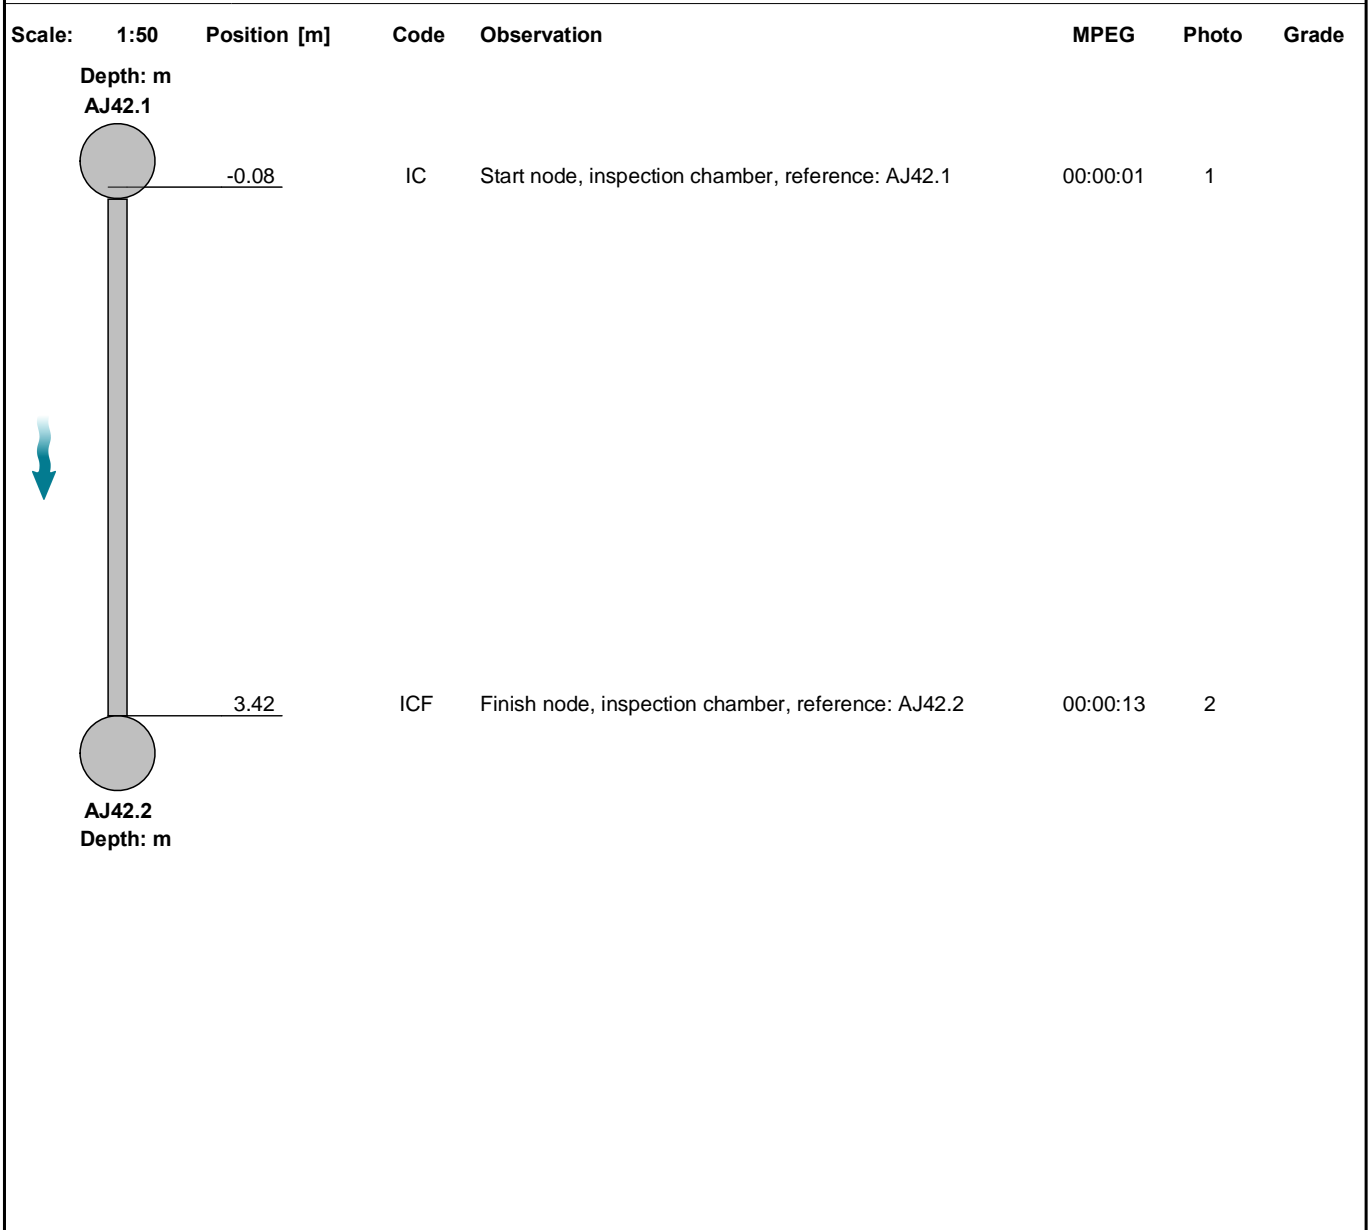 Scale: 1:50 Position [m] Code Observation MPEG Photo Grade
Depth: m
AJ42.1
-0.08 IC Start node, inspection chamber, reference: AJ42.1 00:00:01 1
3.42 ICF Finish node, inspection chamber, reference: AJ42.2 00:00:13 2
AJ42.2
Depth: m